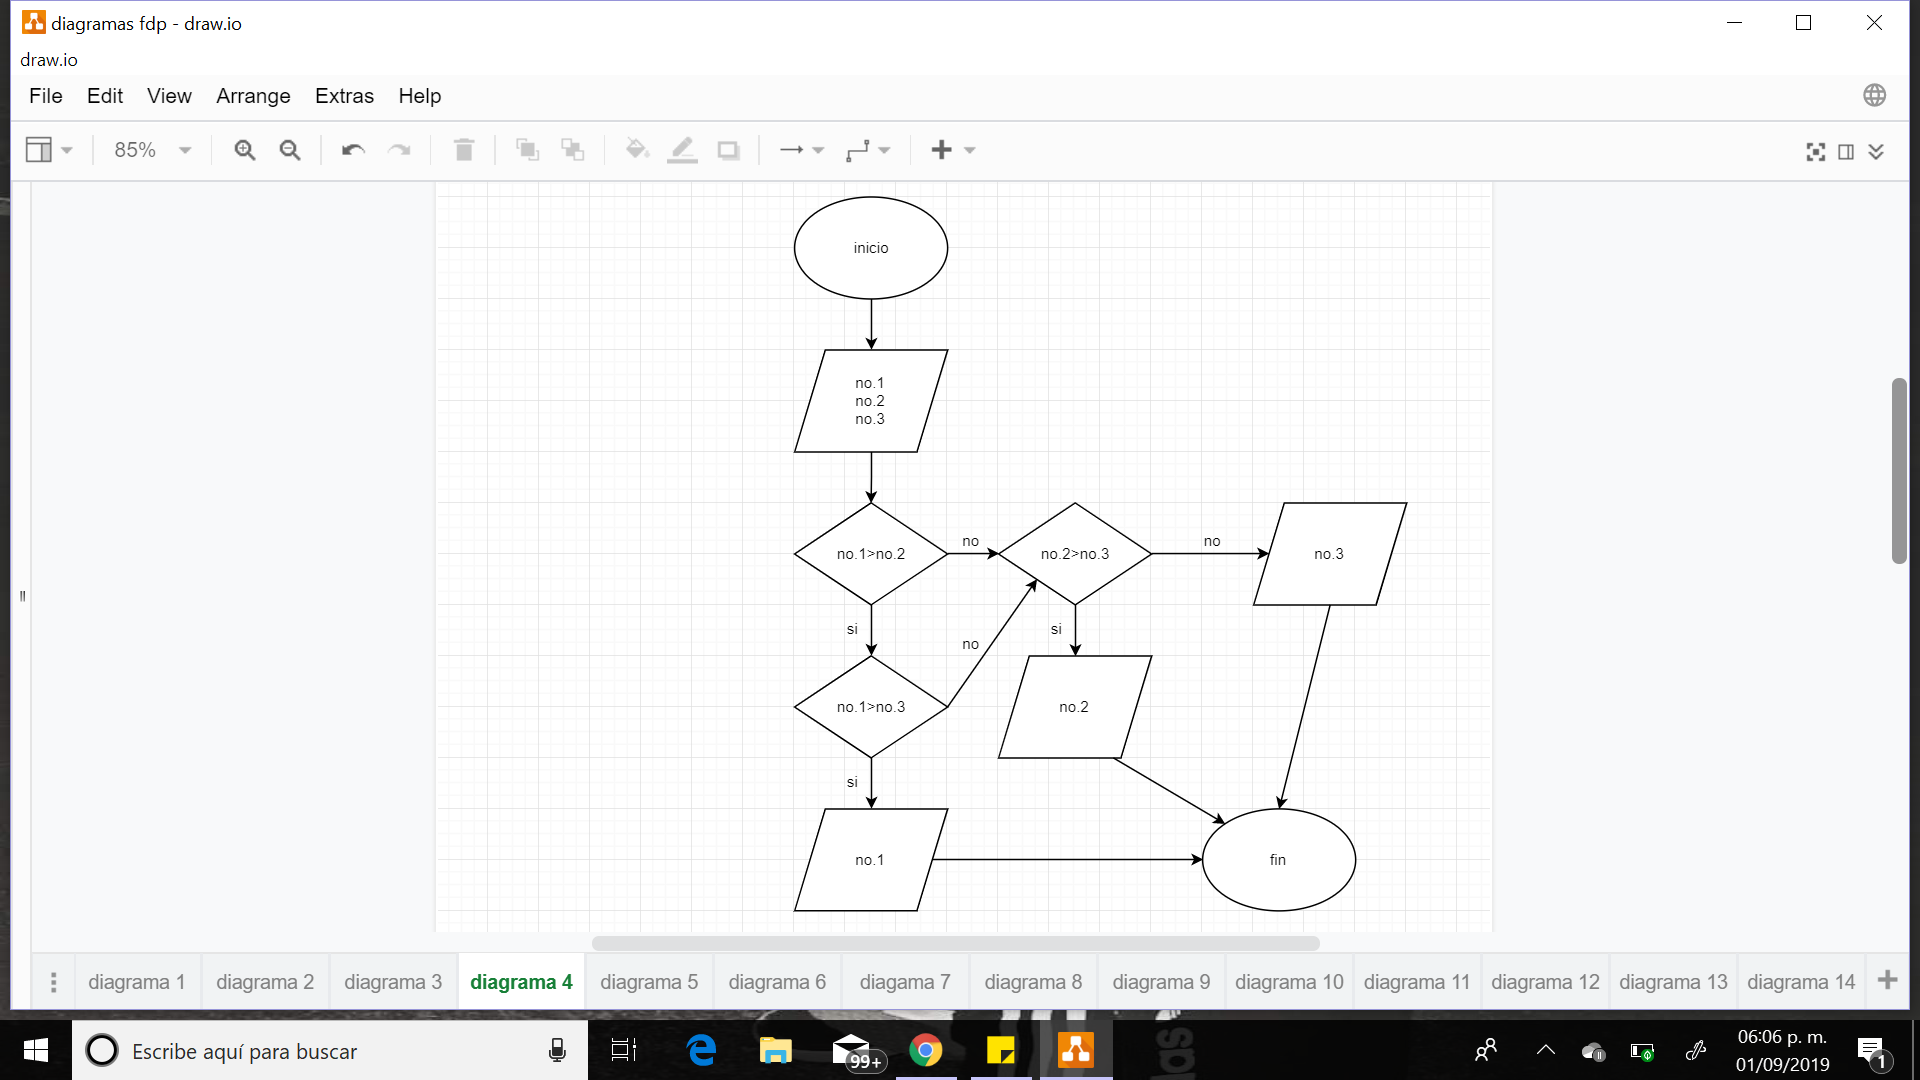 diagramas fdp - draw.io
draw.io
File Edit View Arrange Extras Help
85%
inicio
no.1
no.2
no.3
no.1>no.2
no
no.2>no.3
no
no.3
si
no
si
no.1>no.3
no.2
si
no.1
fin
diagrama 1 diagrama 2 diagrama 3 diagrama 4 diagrama 5 diagrama 6 diagama 7 diagrama 8 diagrama 9 diagrama 10 diagrama 11 diagrama 12 diagrama 13 diagrama 14
Escribe aquí para buscar
99+
06:06 p. m.
01/09/2019
1